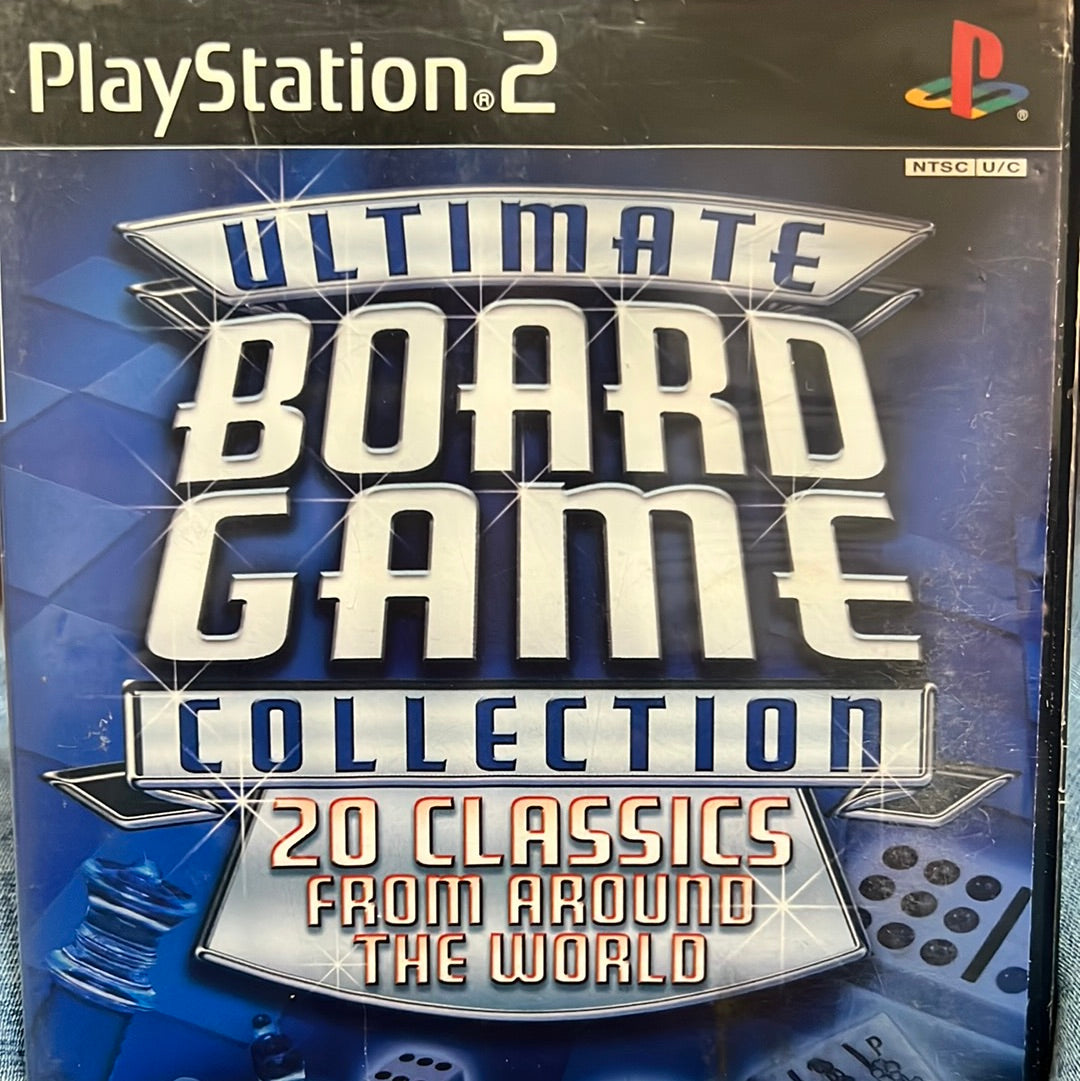 PlayStation®2
NTSC U/C
ULTIMATE
BOARD
GAME
COLLECTION
20 CLASSICS
FROM AROUND
THE WORLD
P